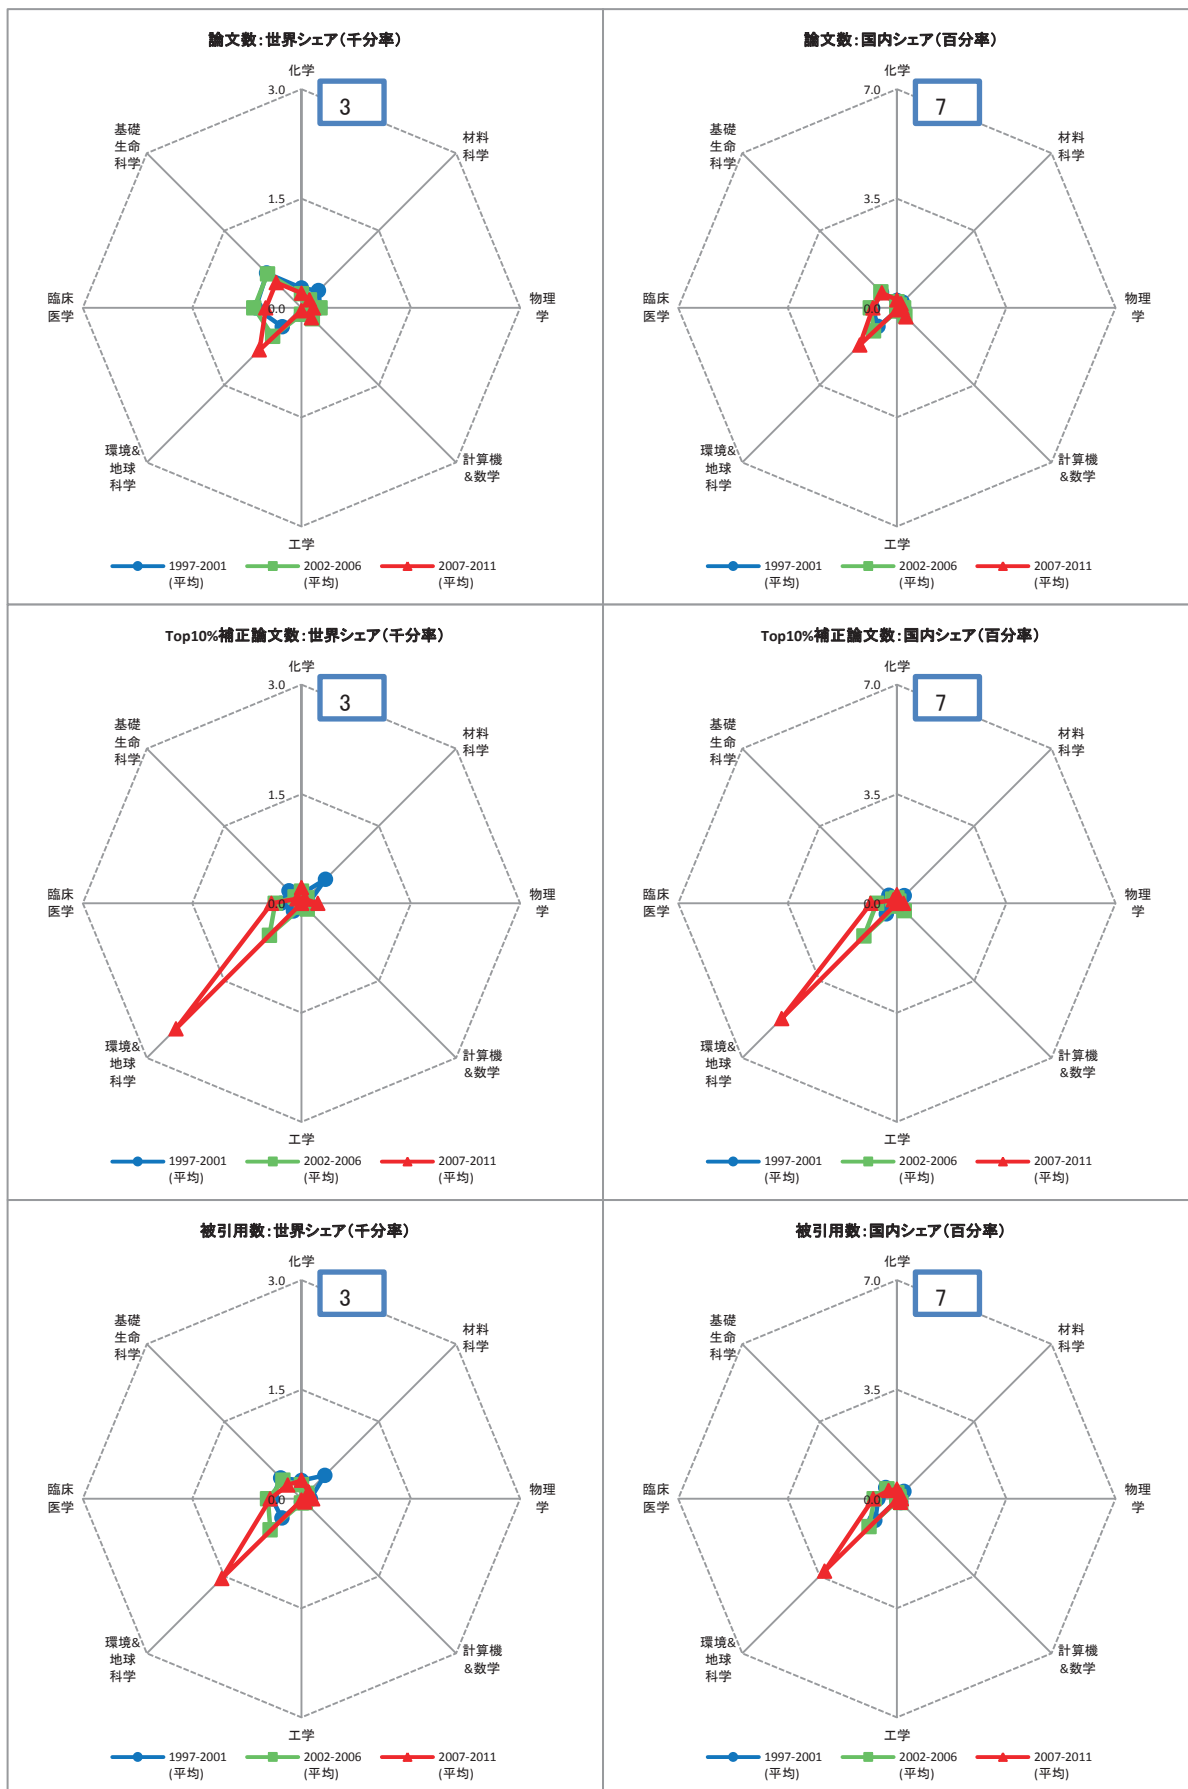 論文数：世界シェア（千分率）
化学
3.0
3
基礎
生命
科学
材料
科学
1.5
臨床
医学
0.0
物理
学
環境&
地球
科学
計算機
&数学
工学
1997-2001
(平均)
2002-2006
(平均)
2007-2011
(平均)
論文数：国内シェア（百分率）
化学
7.0
7
基礎
生命
科学
材料
科学
3.5
臨床
医学
0.0
物理
学
環境&
地球
科学
計算機
&数学
工学
1997-2001
(平均)
2002-2006
(平均)
2007-2011
(平均)
Top10%補正論文数：世界シェア（千分率）
化学
3.0
3
基礎
生命
科学
材料
科学
1.5
臨床
医学
0.0
物理
学
環境&
地球
科学
計算機
&数学
工学
1997-2001
(平均)
2002-2006
(平均)
2007-2011
(平均)
Top10%補正論文数：国内シェア（百分率）
化学
7.0
7
基礎
生命
科学
材料
科学
3.5
臨床
医学
0.0
物理
学
環境&
地球
科学
計算機
&数学
工学
1997-2001
(平均)
2002-2006
(平均)
2007-2011
(平均)
被引用数：世界シェア（千分率）
化学
3.0
3
基礎
生命
科学
材料
科学
1.5
臨床
医学
0.0
物理
学
環境&
地球
科学
計算機
&数学
工学
1997-2001
(平均)
2002-2006
(平均)
2007-2011
(平均)
被引用数：国内シェア（百分率）
化学
7.0
7
基礎
生命
科学
材料
科学
3.5
臨床
医学
0.0
物理
学
環境&
地球
科学
計算機
&数学
工学
1997-2001
(平均)
2002-2006
(平均)
2007-2011
(平均)